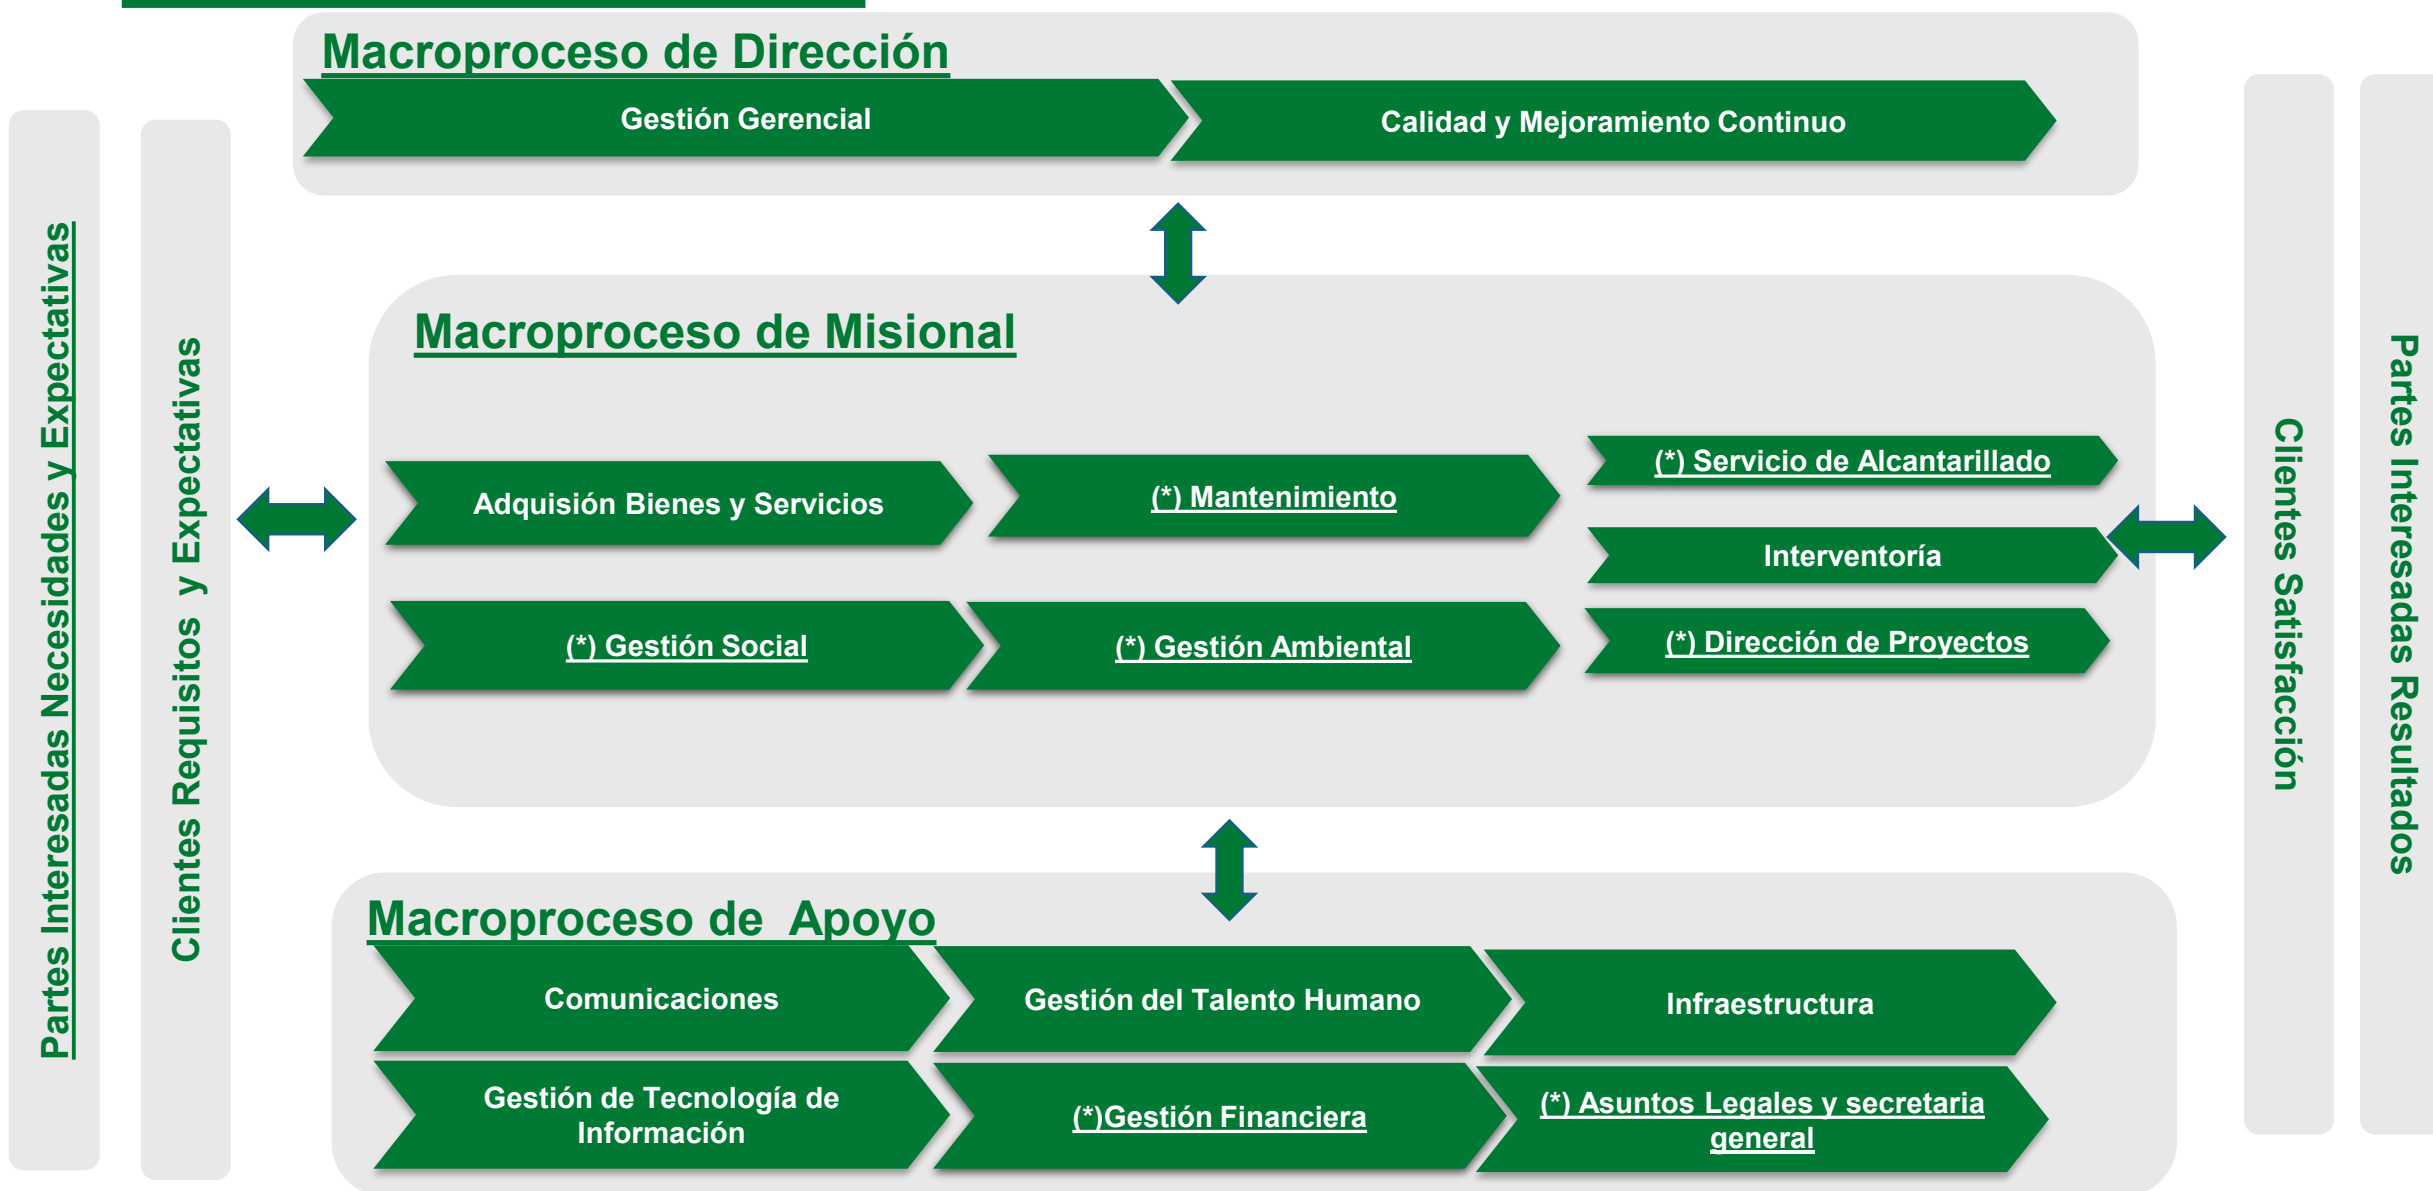 Macroproceso de Dirección
Gestión Gerencial
Calidad y Mejoramiento Continuo
Partes Interesadas Necesidades y Expectativas
Clientes Requisitos y Expectativas
Macroproceso de Misional
Adquisión Bienes y Servicios
(*) Mantenimiento
(*) Servicio de Alcantarillado
Interventoría
(*) Gestión Social
(*) Gestión Ambiental
(*) Dirección de Proyectos
Clientes Satisfacción
Partes Interesadas Resultados
Macroproceso de Apoyo
Comunicaciones
Gestión del Talento Humano
Infraestructura
Gestión de Tecnología de
Información
(*)Gestión Financiera
(*) Asuntos Legales y secretaria
general